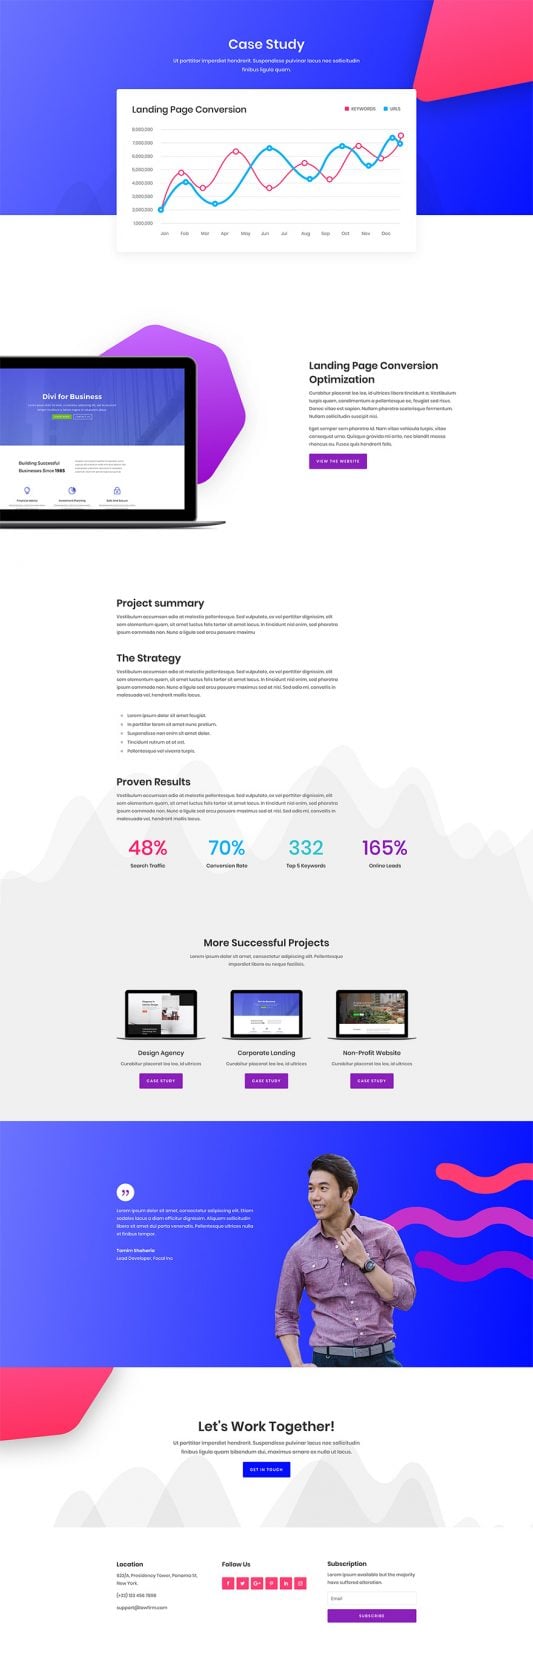 Case Study
Ut porttitor imperdiet hendrerit. Suspendisse pulvinar lacus nec sollicitudin
finibus ligula quam.
Landing Page Conversion
KEYWORDS
URLS
8,000,000
7,000,000
6,000,000
5,000,000
4,000,000
3,000,000
2,000,000
1,000,000
Jan Feb Mar Apr May Jun Jul Aug Sep Oct Nov Dec
Divi for Business
Building Successful
Businesses Since 1985
Landing Page Conversion
Optimization
Curabitur placerat leo leo, id ultrices libero tincidunt a. Vestibulum
turpis quam, condimentum a pellentesque ac, feugiat sed risus.
Donec vitae est sapien. Nullam pharetra scelerisque fermentum.
Nullam sollicitudin suscipit nisi.
Eget semper sem pharetra id. Nam vitae vehicula turpis, vitae
consequat urna. Quisque gravida mi arcu, nec blandit massa
rhoncus eu. Fusce quis hendrerit felis.
VIEW THE WEBSITE
Project summary
Vestibulum accumsan odio at molestie pellentesque. Sed vulputate, ex vel porttitor dignissim, elit
sem elementum quam, sit amet luctus felis tortor sit amet lacus. In tincidunt nisl enim, sed pharetra
ipsum commodo non. Nunc a ligula sed arcu posuere maximu
The Strategy
Vestibulum accumsan odio at molestie pellentesque. Sed vulputate, ex vel porttitor dignissim, elit
sem elementum quam, sit amet luctus felis tortor sit amet lacus. In tincidunt nisl enim, sed pharetra
ipsum commodo non. Nunc a ligula sed arcu posuere maximus sed at nisl. Sed odio mi, convallis in
malesuada vel, hendrerit mollis lacus.
Lorem ipsum dolor sit amet feugiat.
In porttitor lorem sit amet nunc pretium.
Suspendisse non enim sit amet dolor.
Tincidunt rutrum at at est.
Pellentesque vel viverra turpis.
Proven Results
Vestibulum accumsan odio at molestie pellentesque. Sed vulputate, ex vel porttitor dignissim, elit
sem elementum quam, sit amet luctus felis tortor sit amet lacus. In tincidunt nisl enim, sed pharetra
ipsum commodo non. Nunc a ligula sed arcu posuere maximus sed at nisl. Sed odio mi, convallis in
malesuada vel, hendrerit mollis lacus.
48% 70% 332 165%
Search Traffic Conversion Rate Top 5 Keywords Online Leads
More Successful Projects
Lorem ipsum dolor sit amet, consectetur adipiscing elit. Pellentesque
imperdiet libero eu neque facilisis.
Design Agency Corporate Landing Non-Profit Website
Curabitur placerat leo leo, id ultrices Curabitur placerat leo leo, id ultrices Curabitur placerat leo leo, id ultrices
CASE STUDY CASE STUDY CASE STUDY
Lorem ipsum dolor sit amet, consectetur adipiscing elit. Etiam
sodales lacus a diam efficitur dignissim. Aliquam sollicitudin
libero sit amet dui porta venenatis. Pellentesque ultrices nulla
et finibus tempor.
Lead Developer, Focal Inc
Let's Work Together!
Ut porttitor imperdiet hendrerit. Suspendisse pulvinar lacus nec sollicitudin
finibus ligula quam bibendum dui, maximus ornare ex nulla ut lacus.
GET IN TOUCH
Location
922/A, Presidency Tower, Panama St,
New York.
(+33) 123 456 7898
support@lawfirm.com
Follow Us
Subscription
Lorem ipsum available but the majority
have suffered alteration.
Email
SUBSCRIBE